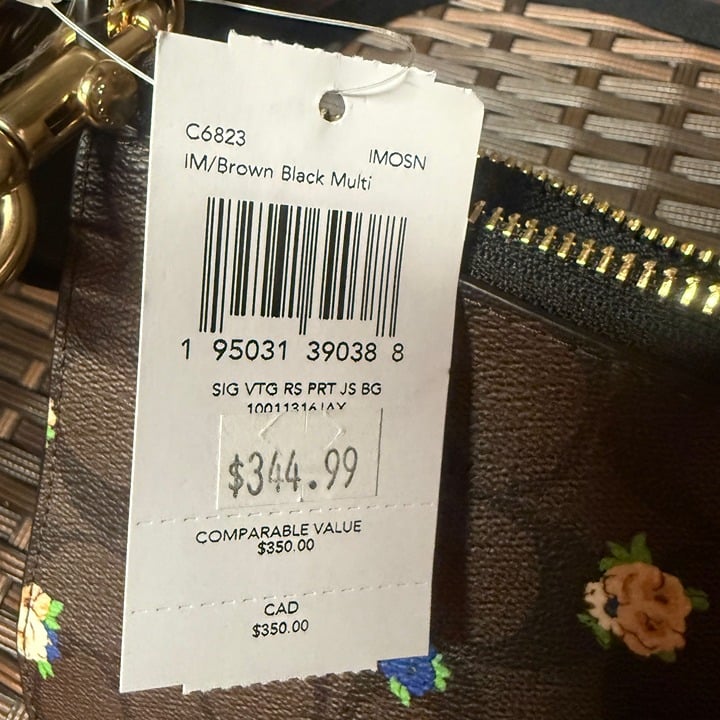 C6823
IMOSN
IM/Brown Black Multi
1 95031 39038 8
SIG VTG RS PRT JS BG
$344.99
COMPARABLE VALUE
$350.00
CAD
$350.00